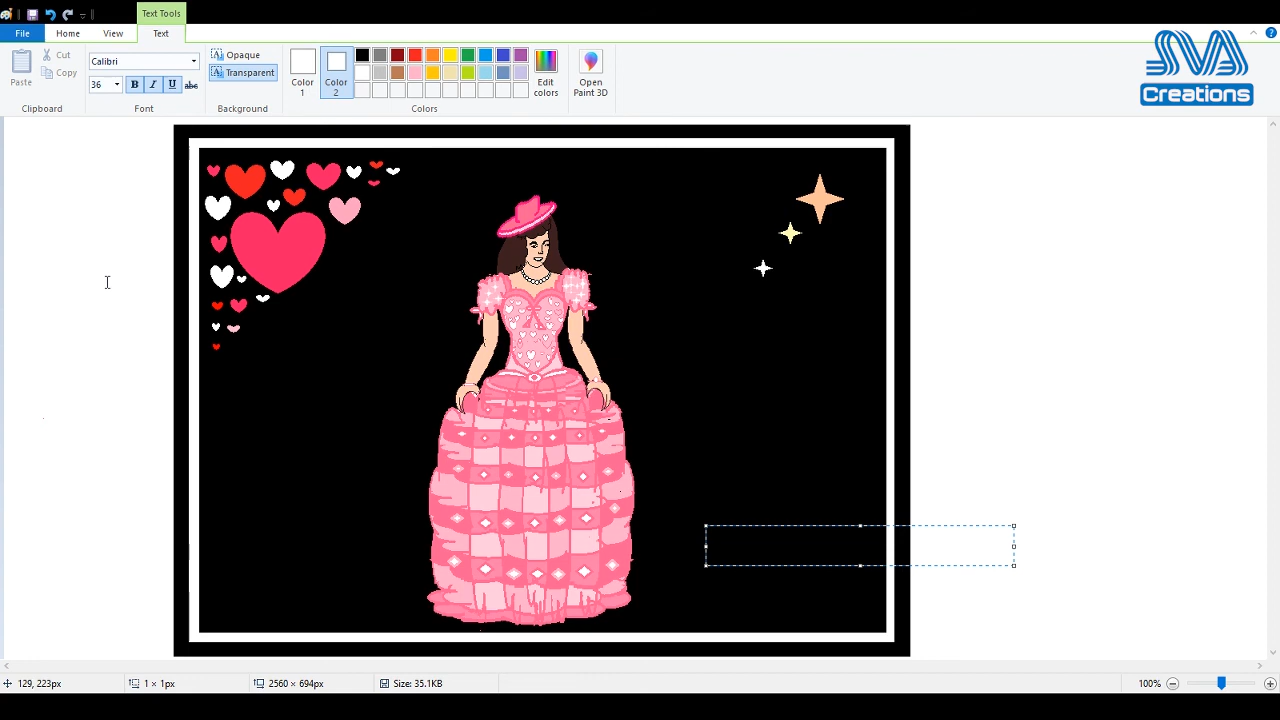 Text Tools
File Home View Text
Paste
Cut
Copy
Clipboard
Calibri
36 B I U abc
Font
Opaque
Transparent
Background
Color 1
Color 2
Edit colors
Colors
Open Paint 3D
SVA
Creations
129, 223px
1 × 1px
2560 × 694px
Size: 35.1KB
100%